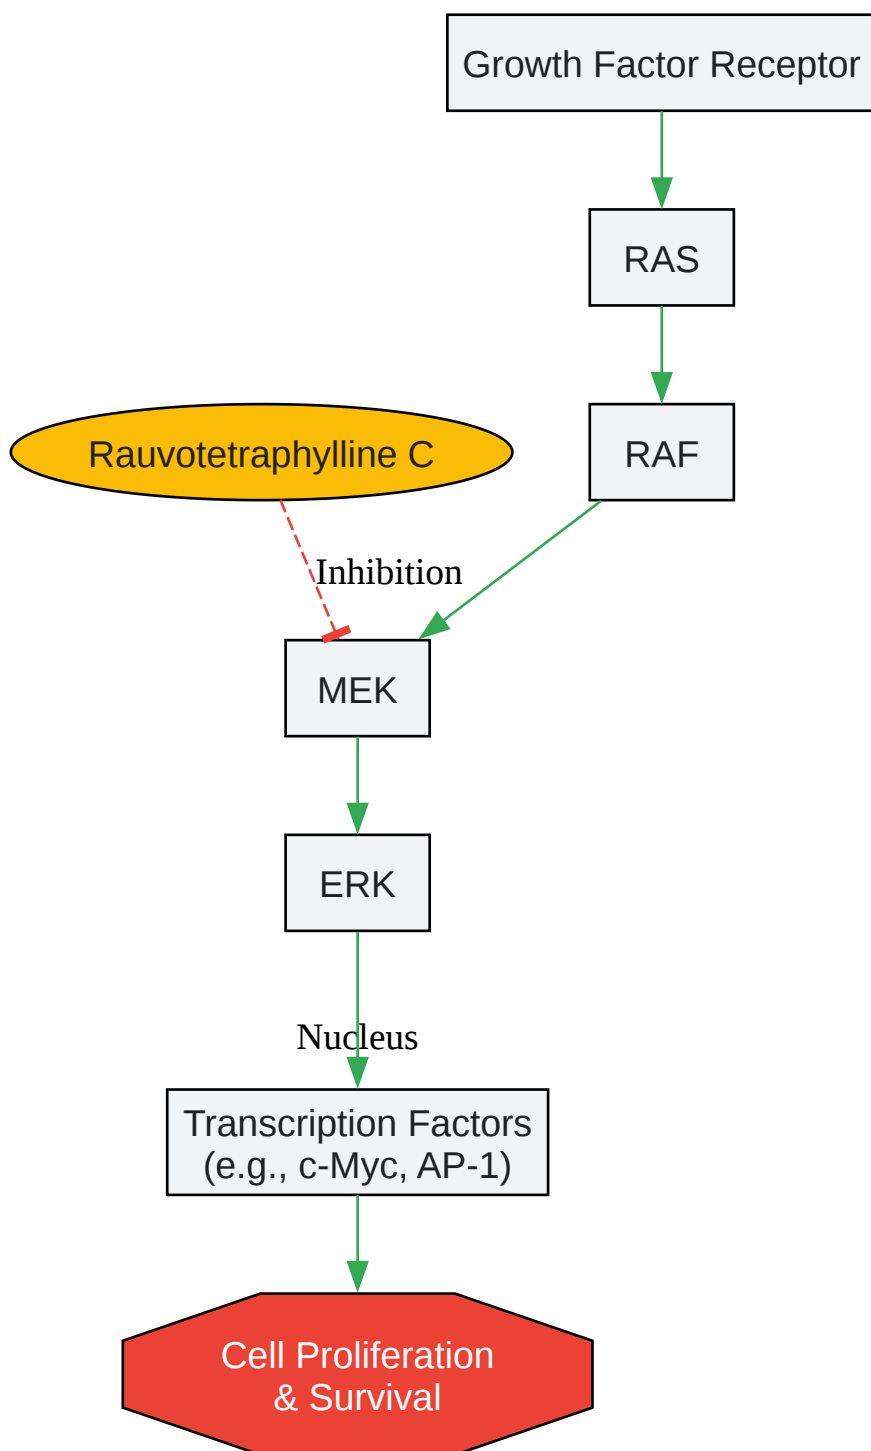 Growth Factor Receptor
RAS
Rauvotetraphylline C
RAF
Inhibition
MEK
ERK
Nucleus
Transcription Factors
(e.g., c-Myc, AP-1)
Cell Proliferation
& Survival